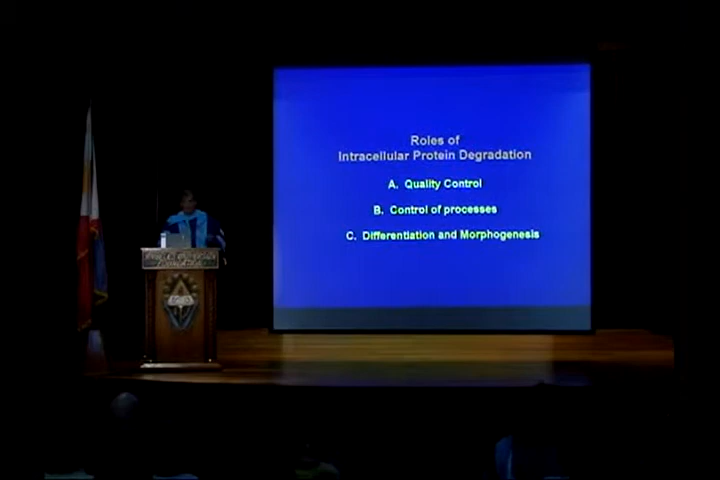 Roles of
Intracellular Protein Degradation
A. Quality Control
B. Control of processes
C. Differentiation and Morphogenesis